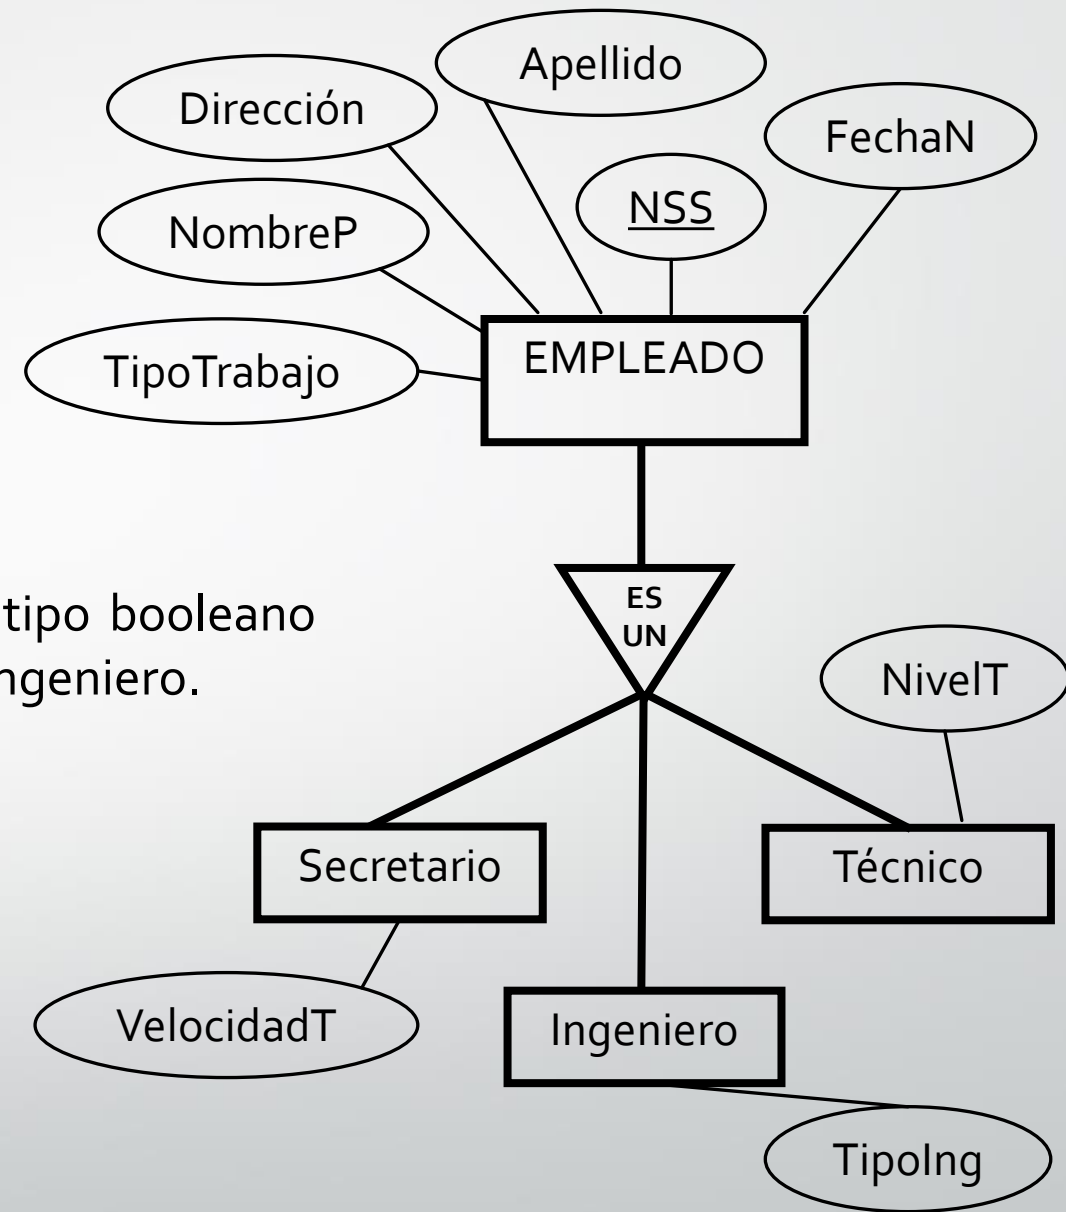 Apellido
Dirección
FechaN
NSS
NombreP
EMPLEADO
TipoTrabajo
ES
UN
tipo booleano
ngeniero.
NivelT
Secretario
Técnico
VelocidadT
Ingeniero
TipoIng